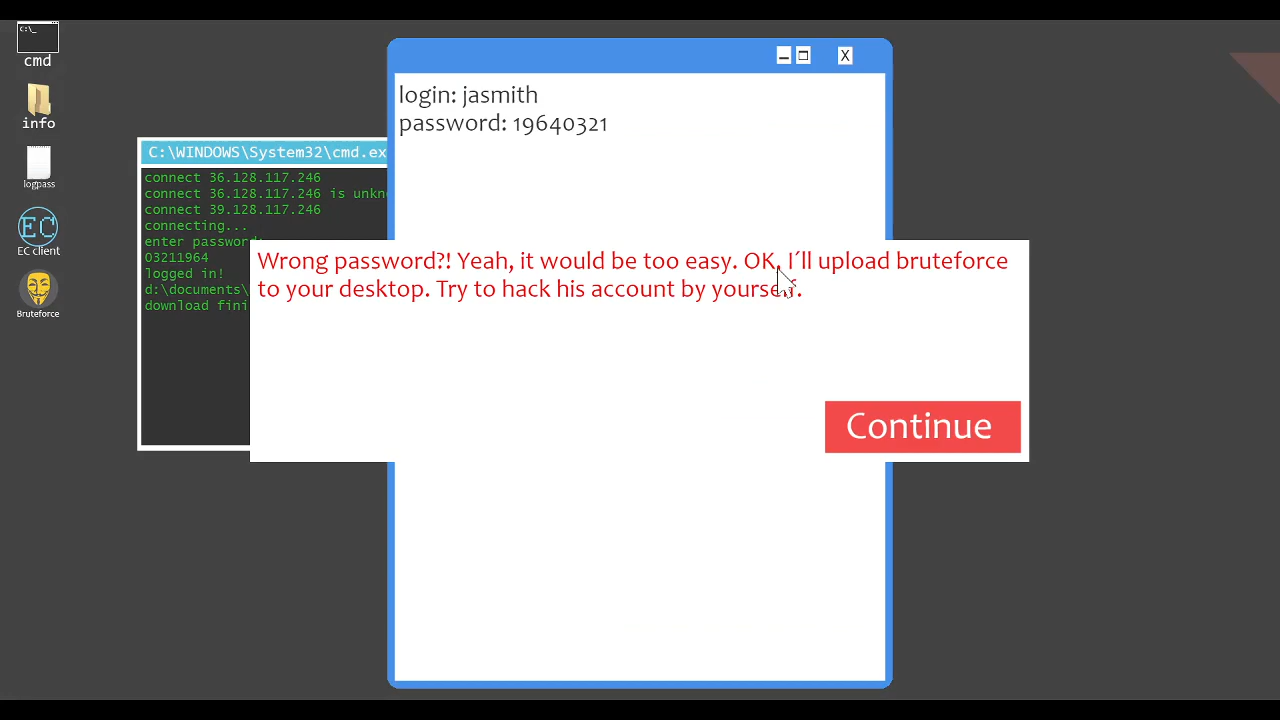 C:\_
cmd
info
logpass
EC
EC client
Bruteforce
X
login: jasmith
password: 19640321
C:\WINDOWS\System32\cmd.ex
connect 36.128.117.246
connect 36.128.117.246 is unkn
connect 39.128.117.246
connecting...
enter password:
03211964
logged in!
d:\documents\
download fini
Wrong password?! Yeah, it would be too easy. OK, I´ll upload bruteforce
to your desktop. Try to hack his account by yourself.
Continue